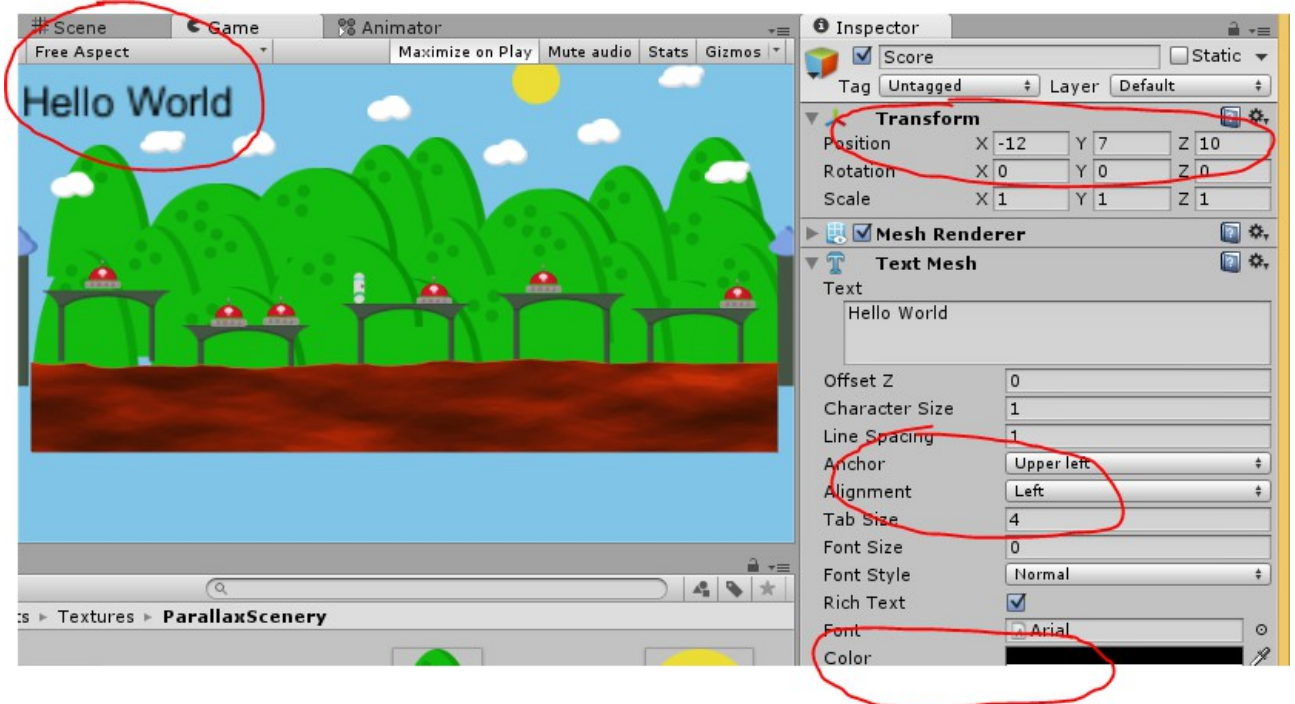 Scene Game Animator
Free Aspect Maximize on Play Mute audio Stats Gizmos
Hello World
ts Textures ParallaxScenery
Inspector
Score Static
Tag Untagged Layer Default
Transform
Position X -12 Y 7 Z 10
Rotation X 0 Y 0 Z 0
Scale X 1 Y 1 Z 1
Mesh Renderer
Text Mesh
Text
Hello World
Offset Z 0
Character Size 1
Line Spacing 1
Anchor Upper left
Alignment Left
Tab Size 4
Font Size 0
Font Style Normal
Rich Text
Font Arial
Color